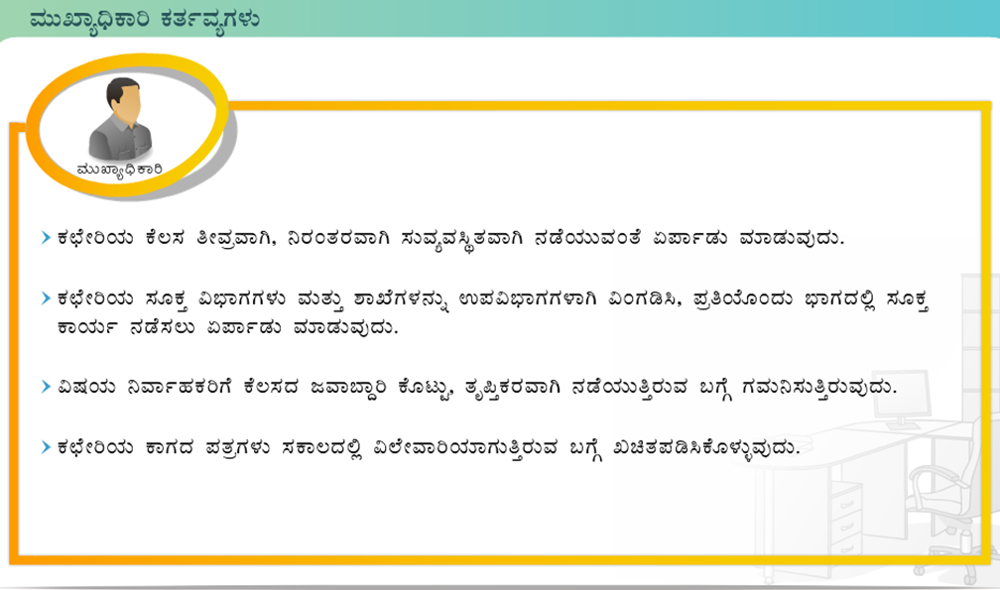 ಮುಖ್ಯಾಧಿಕಾರಿ ಕರ್ತವ್ಯಗಳು
ಮುಖ್ಯಾಧಿಕಾರಿ
ಕಛೇರಿಯ ಕೆಲಸ ತೀವ್ರವಾಗಿ, ನಿರಂತರವಾಗಿ ಸುವ್ಯವಸ್ಥಿತವಾಗಿ ನಡೆಯುವಂತೆ ಏರ್ಪಾಡು ಮಾಡುವುದು.
ಕಛೇರಿಯ ಸೂಕ್ತ ವಿಭಾಗಗಳು ಮತ್ತು ಶಾಖೆಗಳನ್ನು ಉಪವಿಭಾಗಗಳಾಗಿ ವಿಂಗಡಿಸಿ, ಪ್ರತಿಯೊಂದು ಭಾಗದಲ್ಲಿ ಸೂಕ್ತ
ಕಾರ್ಯ ನಡೆಸಲು ಏರ್ಪಾಡು ಮಾಡುವುದು.
ವಿಷಯ ನಿರ್ವಾಹಕರಿಗೆ ಕೆಲಸದ ಜವಾಬ್ದಾರಿ ಕೊಟ್ಟು, ತೃಪ್ತಿಕರವಾಗಿ ನಡೆಯುತ್ತಿರುವ ಬಗ್ಗೆ ಗಮನಿಸುತ್ತಿರುವುದು.
ಕಛೇರಿಯ ಕಾಗದ ಪತ್ರಗಳು ಸಕಾಲದಲ್ಲಿ ವಿಲೇವಾರಿಯಾಗುತ್ತಿರುವ ಬಗ್ಗೆ ಖಚಿತಪಡಿಸಿಕೊಳ್ಳುವುದು.